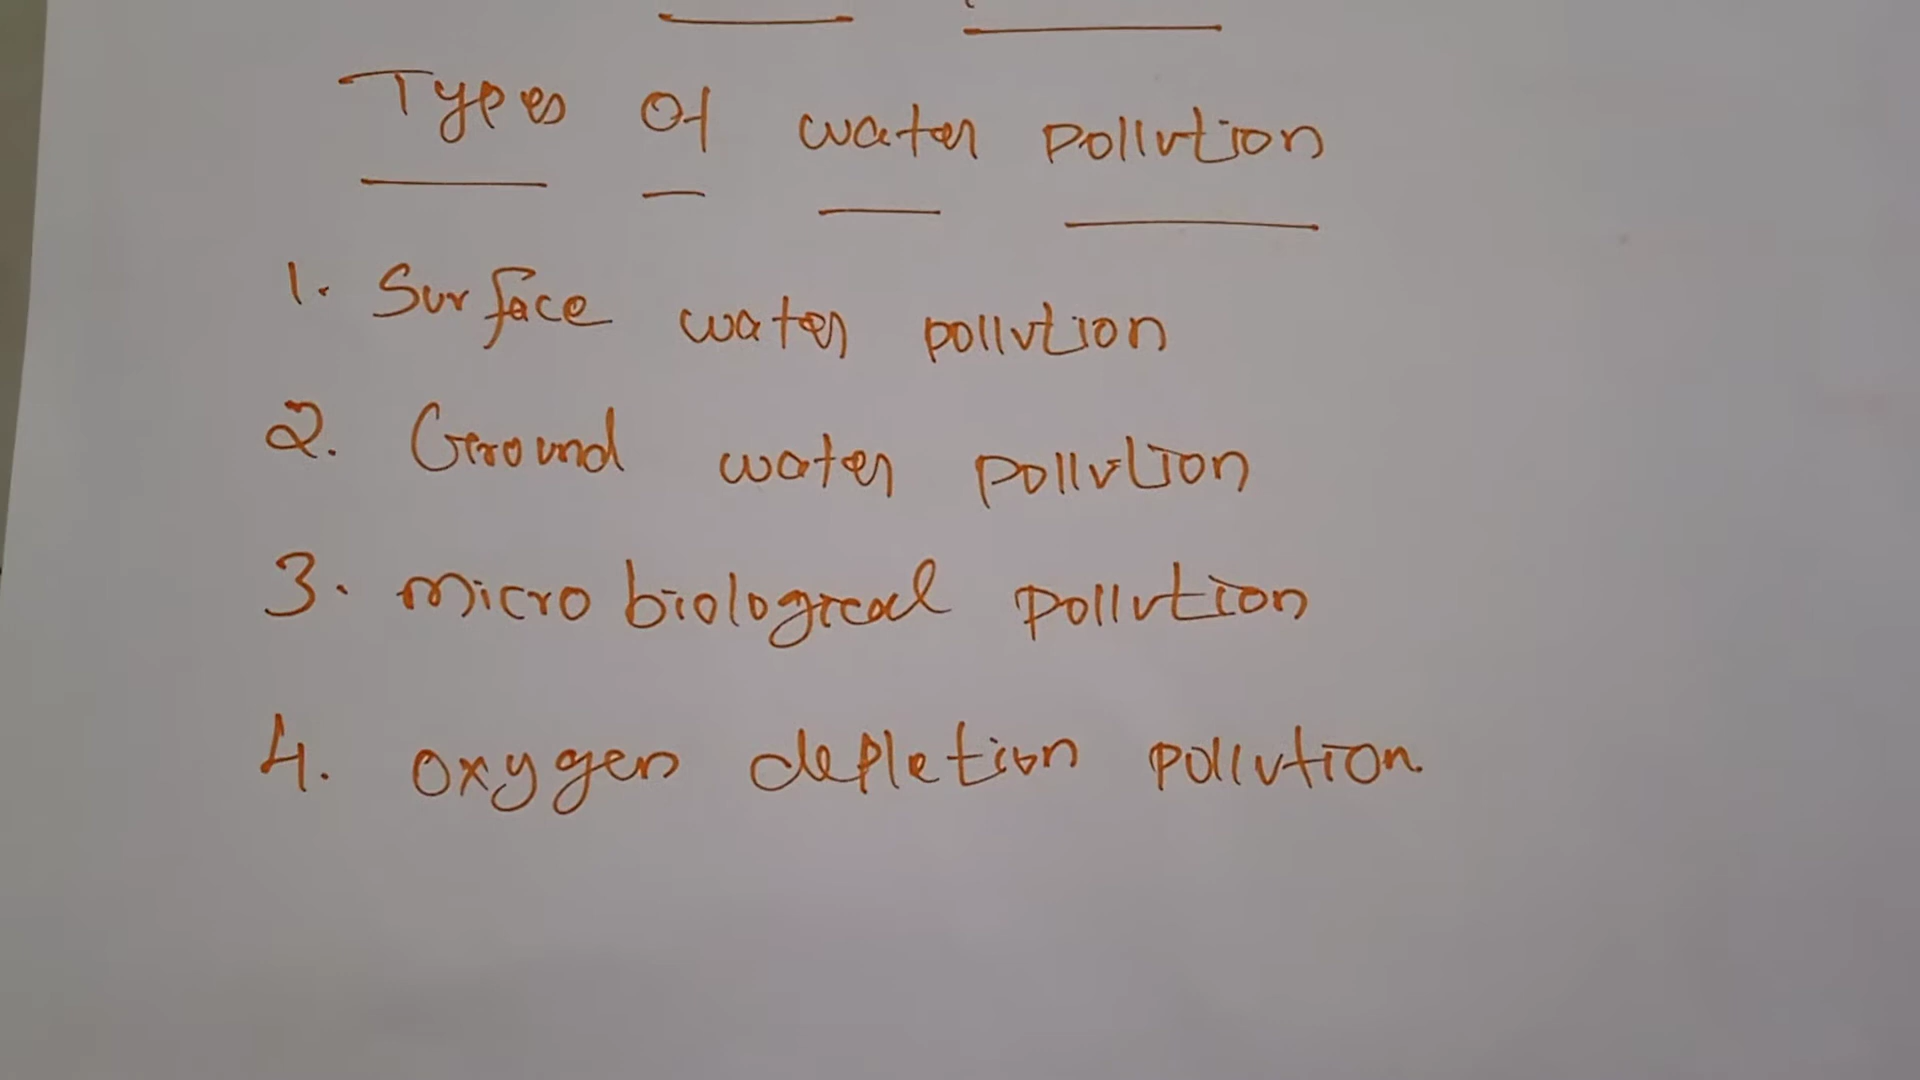 Types of water pollution
1. Surface water pollution
2. Ground water pollution
3. micro biological pollution
4. oxygen depletion pollution.